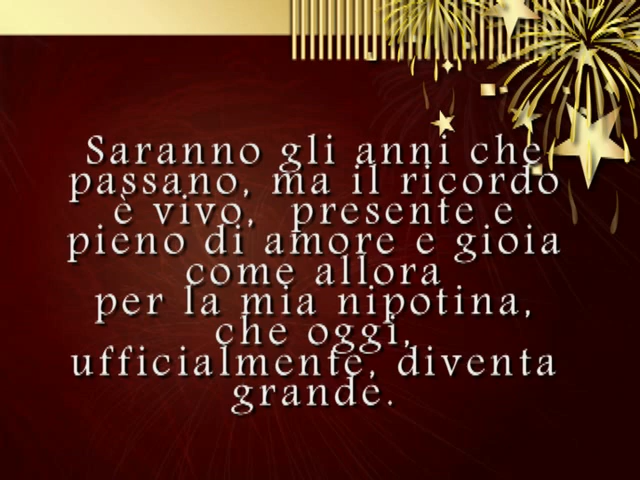 Saranno gli anni che
passano, ma il ricordo
è vivo, presente e
pieno di amore e gioia
come allora
per la mia nipotina,
che oggi,
ufficialmente, diventa
grande.